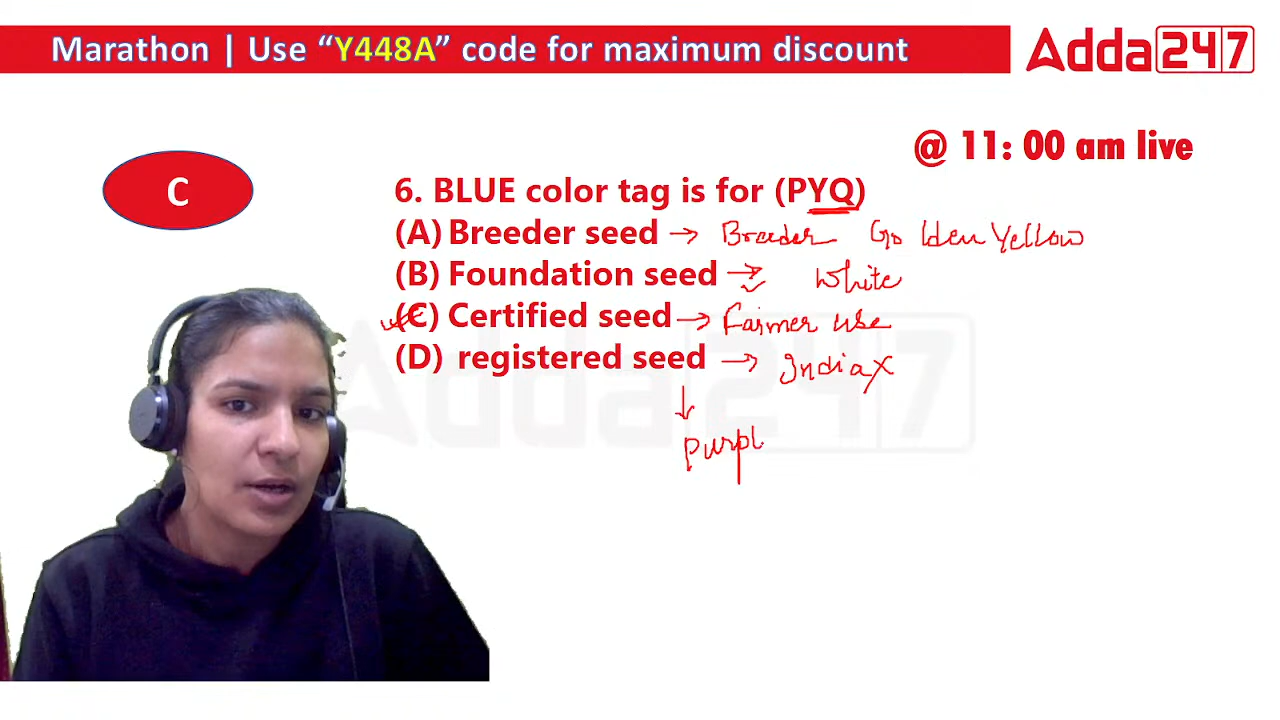 Marathon | Use “Y448A” code for maximum discount
Adda247
@ 11: 00 am live
C
6. BLUE color tag is for (PYQ)
(A) Breeder seed → Breeder Golden Yellow
(B) Foundation seed → White
(C) Certified seed → Farmer use
(D) registered seed → India X
↓
Purpl
Adda247